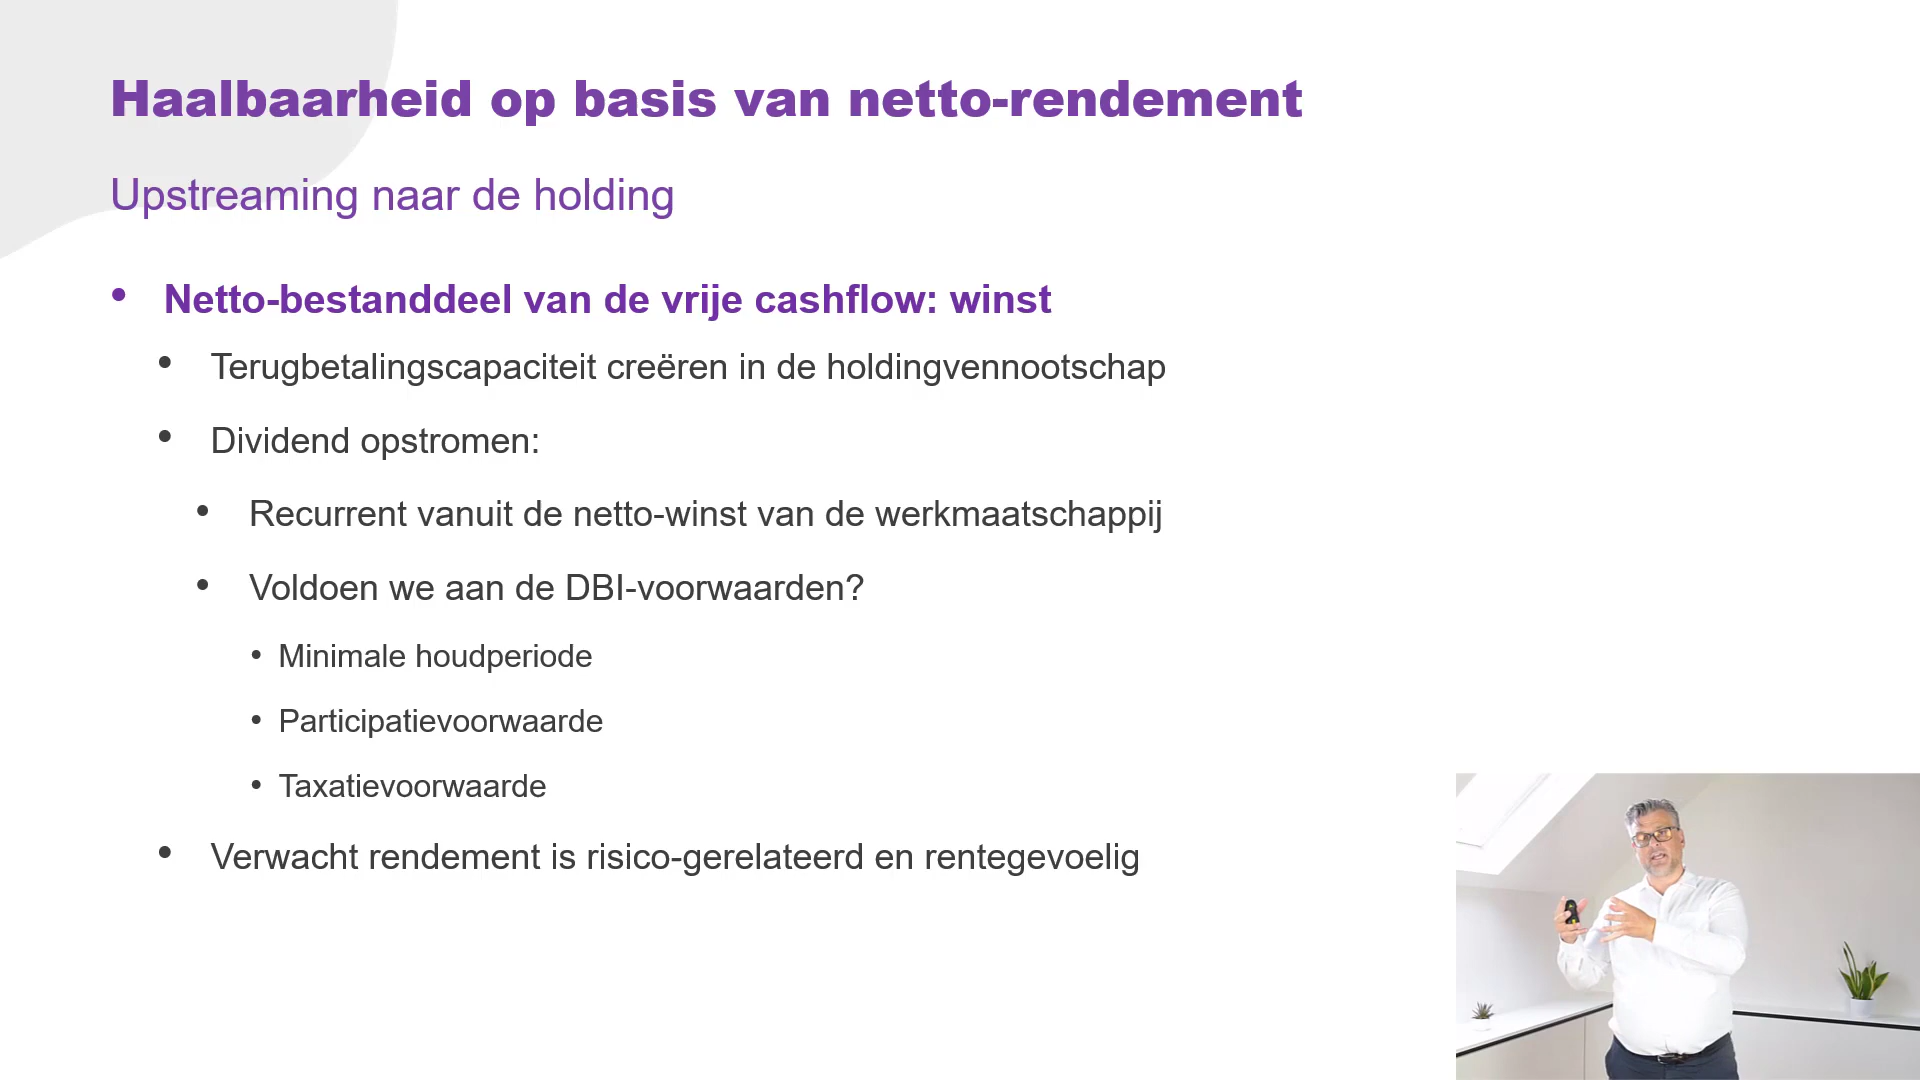 Haalbaarheid op basis van netto-rendement
Upstreaming naar de holding
• Netto-bestanddeel van de vrije cashflow: winst
• Terugbetalingscapaciteit creëren in de holdingvennootschap
• Dividend opstromen:
• Recurrent vanuit de netto-winst van de werkmaatschappij
• Voldoen we aan de DBI-voorwaarden?
• Minimale houdperiode
• Participatievoorwaarde
• Taxatievoorwaarde
• Verwacht rendement is risico-gerelateerd en rentegevoelig